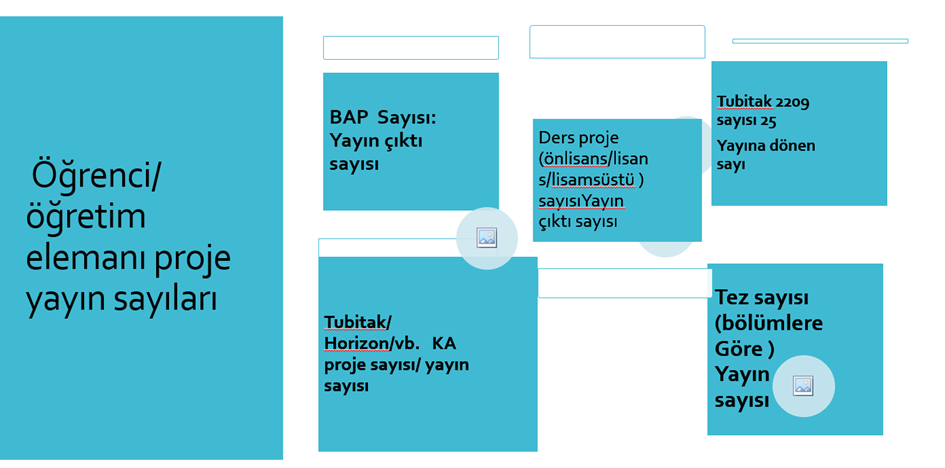 Öğrenci/
öğretim
elemanı proje
yayın sayıları
BAP  Sayısı:
Yayın çıktı
sayısı
Ders proje
(önlisans/lisan
s/lisamsüstü )
sayısıYayın
çıktı sayısı
Tubitak 2209
sayısı 25
Yayına dönen
sayı
Tubitak/
Horizon/vb.   KA
proje sayısı/ yayın
sayısı
Tez sayısı
(bölümlere
Göre )
Yayın
sayısı